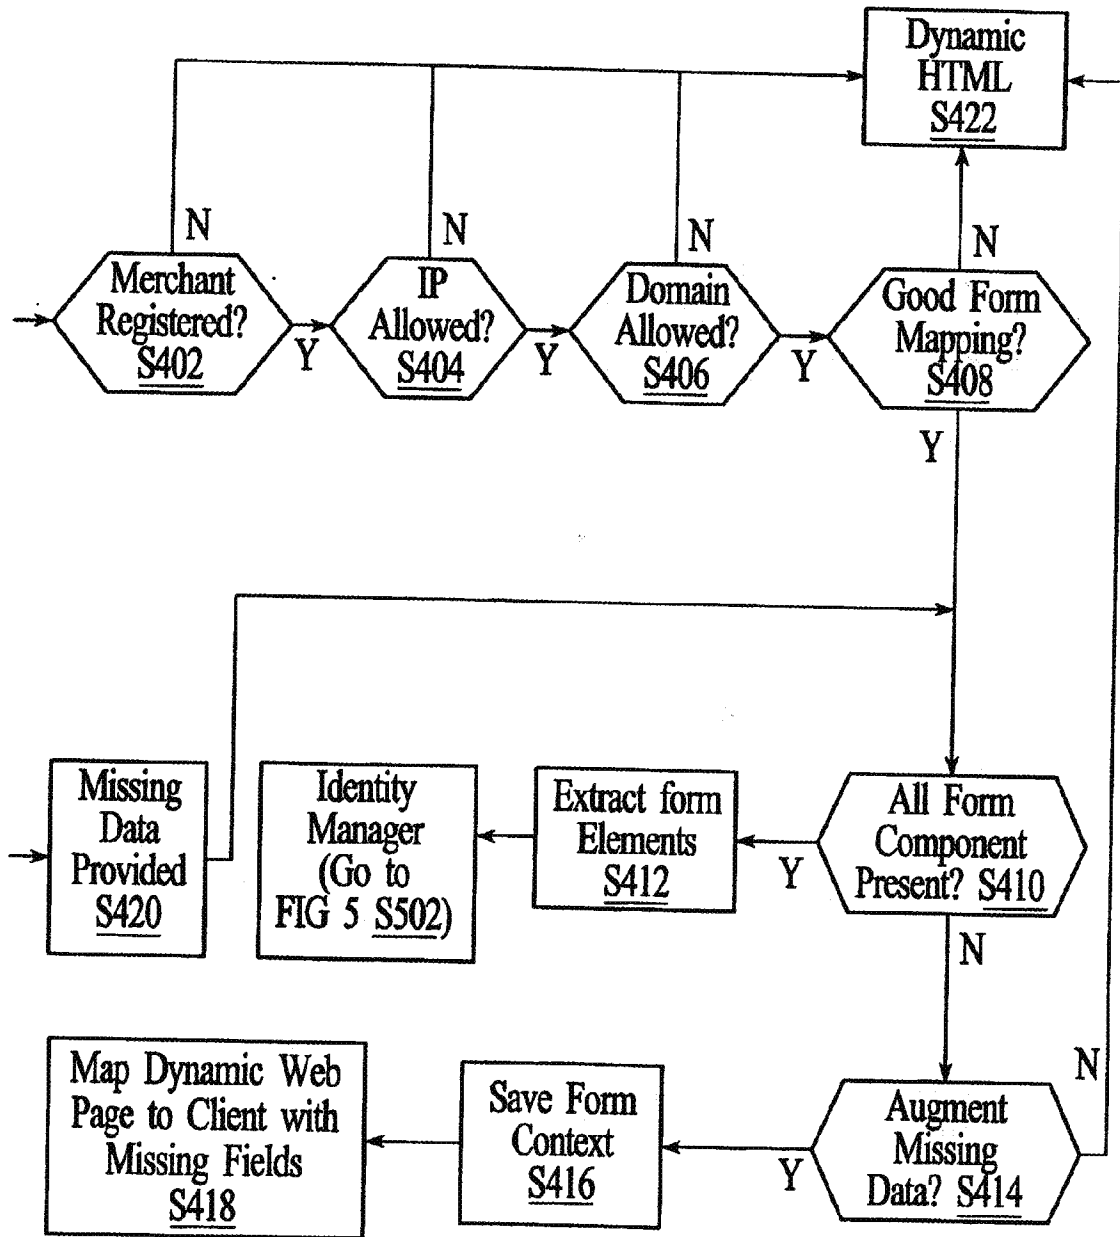 Dynamic
HTML
S422
N
N
N
N
Merchant
Registered?
S402
Y
IP
Allowed?
S404
Y
Domain
Allowed?
S406
Y
Good Form
Mapping?
S408
Y
Missing
Data
Provided
S420
Identity
Manager
(Go to
FIG 5 S502)
Extract form
Elements
S412
Y
All Form
Component
Present? S410
N
Map Dynamic Web
Page to Client with
Missing Fields
S418
Save Form
Context
S416
Y
Augment
Missing
Data? S414
N